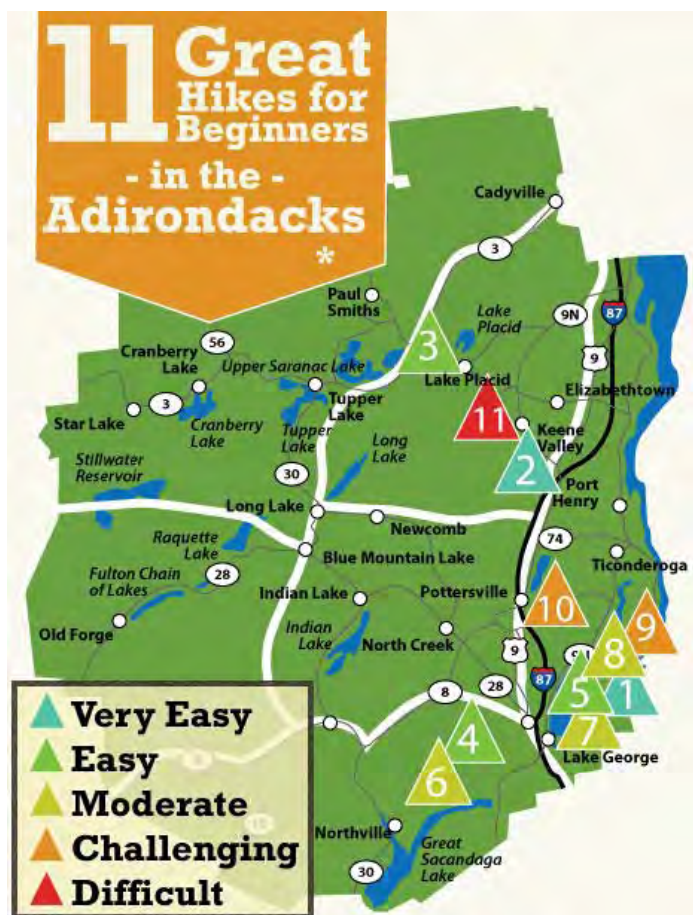 11
Great
Hikes for
Beginners
- in the -
Adirondacks
*
Cadyville
3
Paul
Smiths
Lake
Placid
9N
87
9
56
3
Cranberry
Lake
Upper Saranac Lake
Lake Placid
Elizabethtown
Star Lake
3
Cranberry
Lake
Tupper
Lake
Tupper
Lake
11
Keene
Valley
2
Long
Lake
Stillwater
Reservoir
30
Port
Henry
Long Lake
Newcomb
74
Raquette
Lake
Blue Mountain Lake
Ticonderoga
28
Fulton Chain
of Lakes
Indian Lake
Pottersville
10
9
Old Forge
Indian
Lake
North Creek
9
8
28
87
5
1
8
4
7
Lake George
6
Northville
Great
Sacandaga
Lake
30
Very Easy
Easy
Moderate
Challenging
Difficult